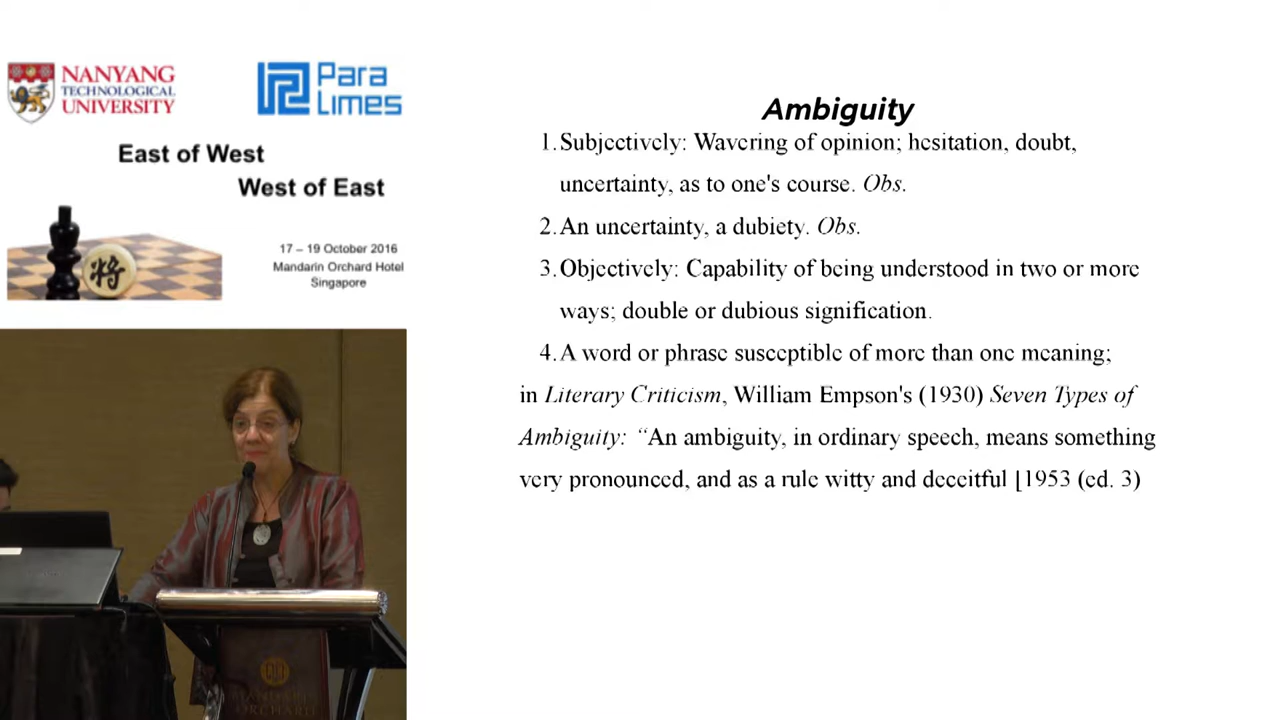 NANYANG
TECHNOLOGICAL
UNIVERSITY
Para
Limes
East of West
West of East
17 – 19 October 2016
Mandarin Orchard Hotel
Singapore
将
Ambiguity
1. Subjectively: Wavering of opinion; hesitation, doubt,
uncertainty, as to one's course. Obs.
2. An uncertainty, a dubiety. Obs.
3. Objectively: Capability of being understood in two or more
ways; double or dubious signification.
4. A word or phrase susceptible of more than one meaning;
in Literary Criticism, William Empson's (1930) Seven Types of
Ambiguity: “An ambiguity, in ordinary speech, means something
very pronounced, and as a rule witty and deceitful [1953 (ed. 3)
MANDARIN
ORCHARD